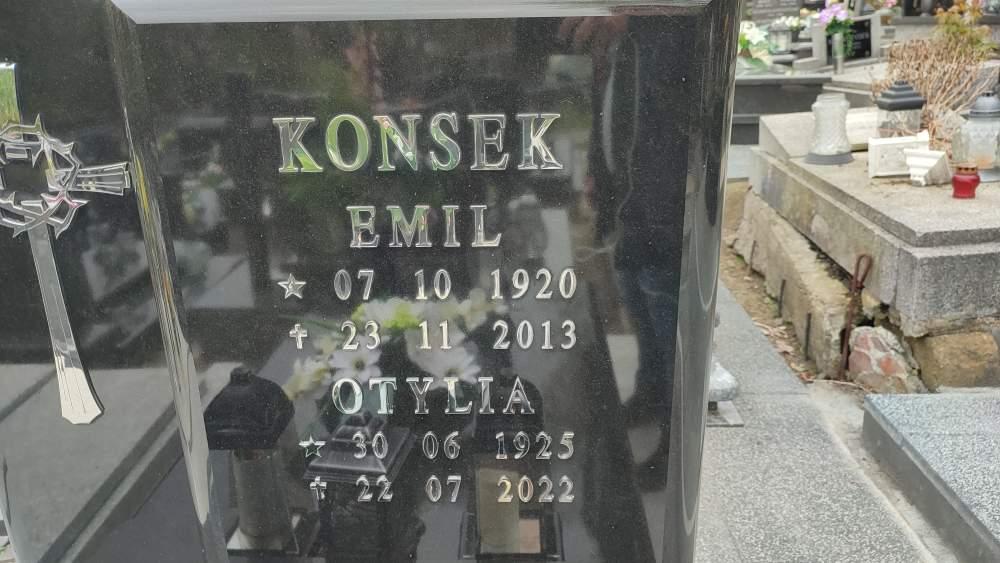 KONSEK
EMIL
☆ 07 10 1920
✝ 23 11 2013
OTYLIA
☆ 30 06 1925
✝ 22 07 2022